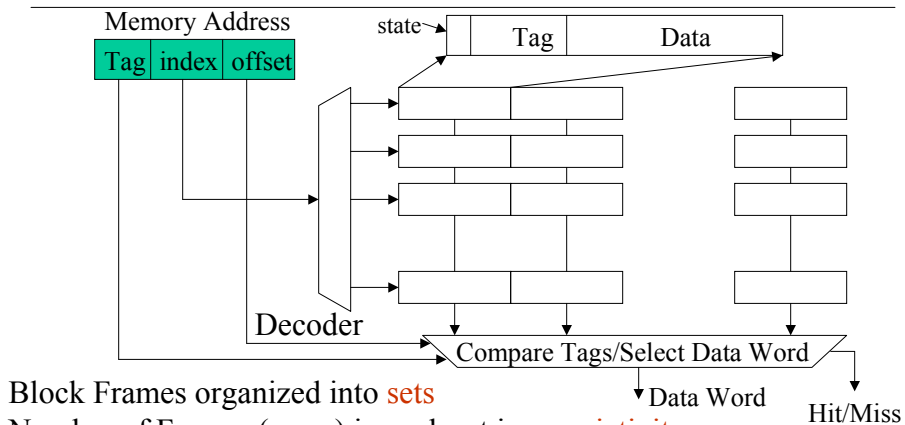 Memory Address
Tag index offset
state
Tag Data
Decoder
Compare Tags/Select Data Word
Block Frames organized into sets
Data Word
Hit/Miss